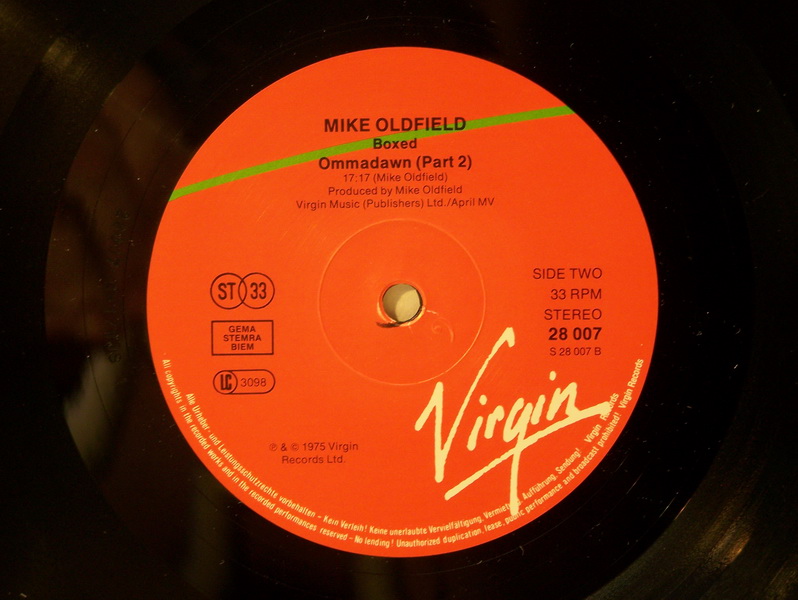 MIKE OLDFIELD
Boxed
Ommadawn (Part 2)
17:17 (Mike Oldfield)
Produced by Mike Oldfield
Virgin Music (Publishers) Ltd./April MV
ST 33
GEMA
STEMRA
BIEM
LC 3098
SIDE TWO
33 RPM
STEREO
28 007
S 28 007 B
Virgin
℗ & © 1975 Virgin
Records Ltd.
Alle Urheber- und Leistungsschutzrechte vorbehalten – Kein Verleih! Keine unerlaubte Vervielfältigung, Vermietung, Aufführung, Sendung! Virgin Records
All copyrights in the recorded works and in the recorded performances reserved – No lending! Unauthorized duplication, lease, public performance and broadcast prohibited! Virgin Records